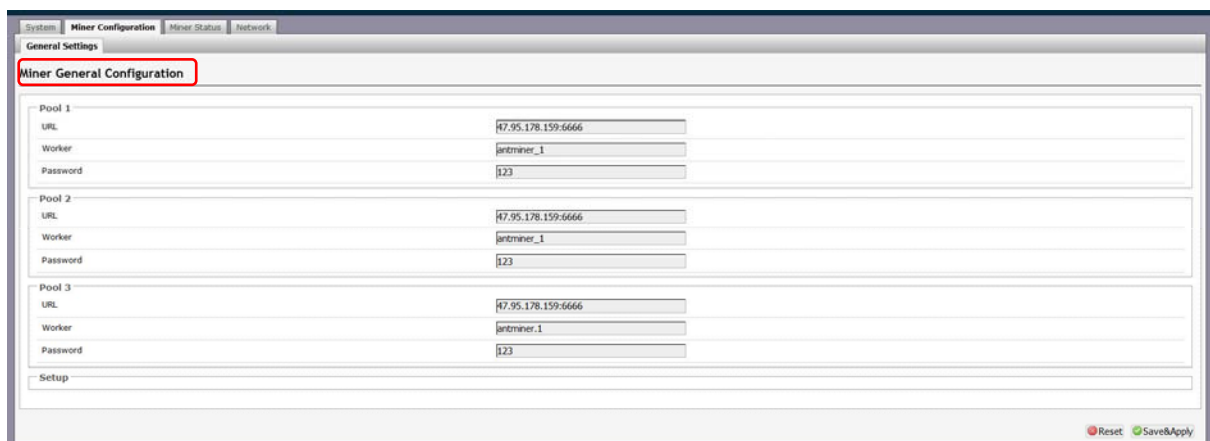 System Miner Configuration Miner Status Network
General Settings
Miner General Configuration
Pool 1
URL 47.95.178.159:6666
Worker antminer_1
Password 123
Pool 2
URL 47.95.178.159:6666
Worker antminer_1
Password 123
Pool 3
URL 47.95.178.159:6666
Worker antminer.1
Password 123
Setup
Reset Save&Apply